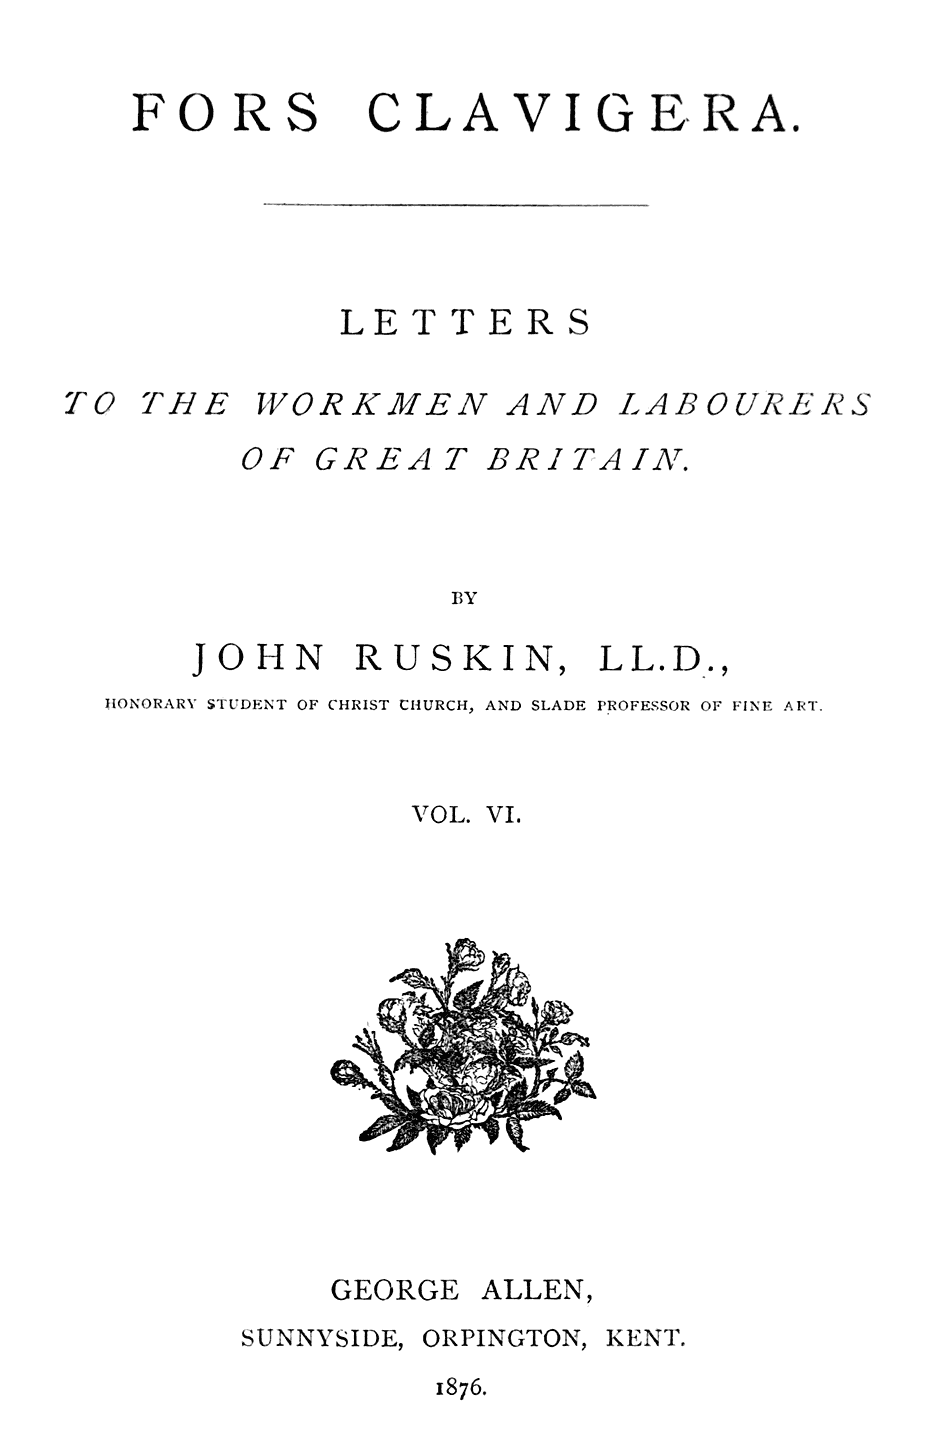 FORS CLAVIGERA.
LETTERS
TO THE WORKMEN AND LABOURERS
OF GREAT BRITAIN.
BY
JOHN RUSKIN, LL.D.,
HONORARY STUDENT OF CHRIST CHURCH, AND SLADE PROFESSOR OF FINE ART.
VOL. VI.
GEORGE ALLEN,
SUNNYSIDE, ORPINGTON, KENT.
1876.